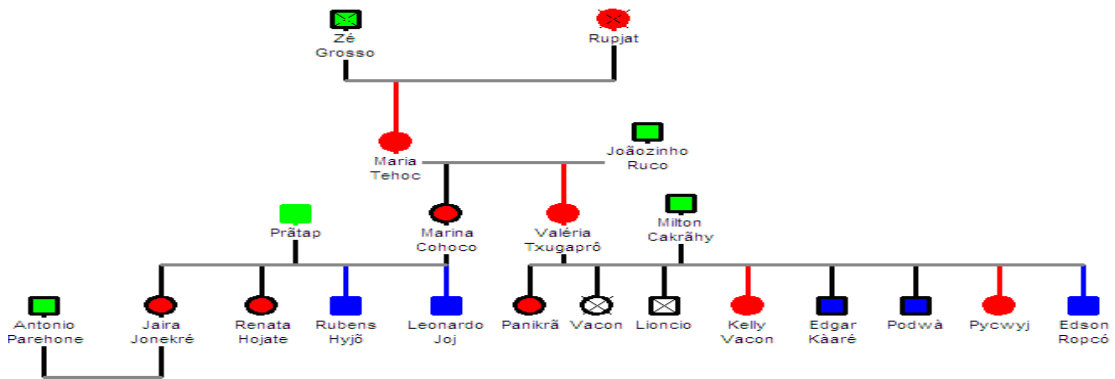 Zé
Grosso
Rupjat
Maria
Tehoc
Joãozinho
Ruco
Prãtap
Marina
Cohoco
Valéria
Txugaprô
Milton
Cakrãhy
Antonio
Parehone
Jaira
Jonekré
Renata
Hojate
Rubens
Hyjõ
Leonardo
Joj
Panikrã
Vacon
Lioncio
Kelly
Vacon
Edgar
Kàaré
Podwà
Pycwyj
Edson
Ropcó